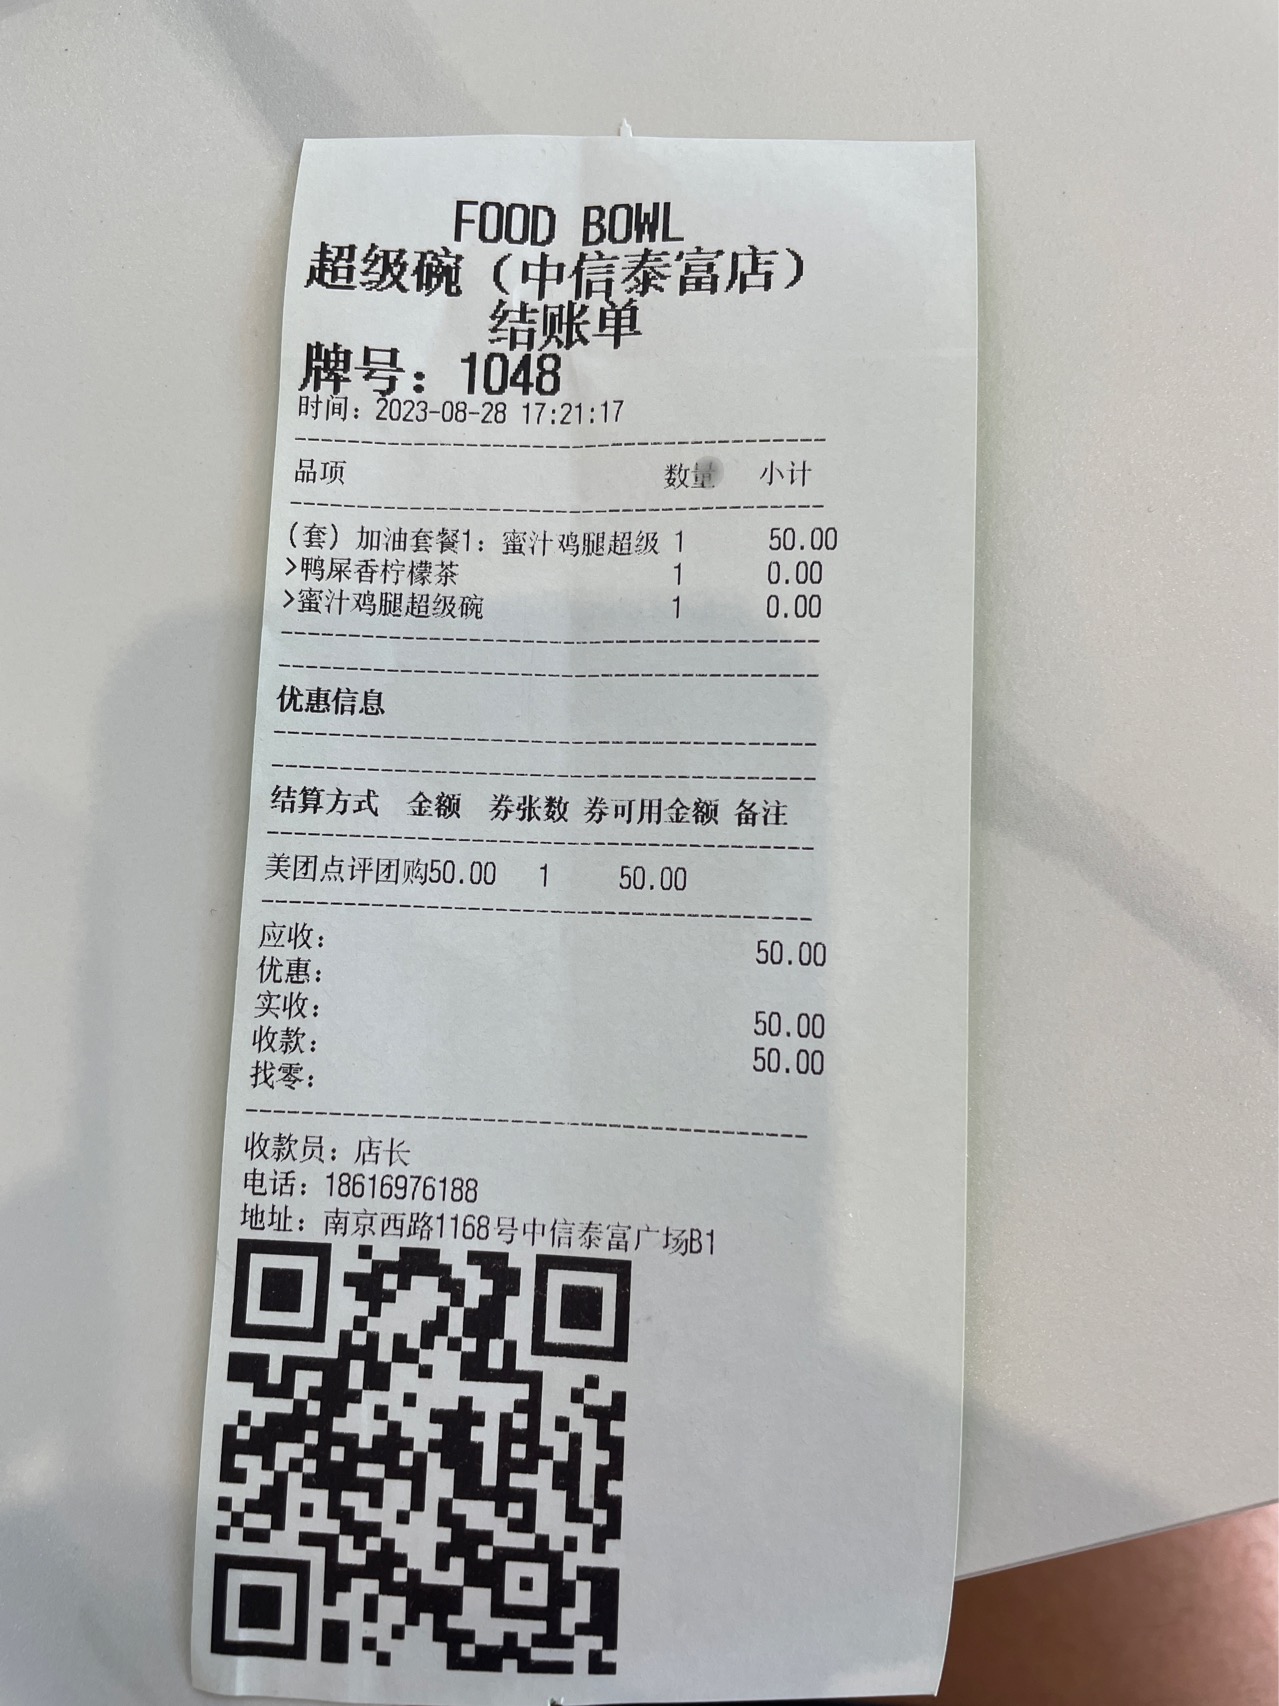 FOOD BOWL
超级碗（中信泰富店）
结账单
牌号：1048
时间：2023-08-28 17:21:17
品项 数量 小计
（套）加油套餐1：蜜汁鸡腿超级 1 50.00
>鸭屎香柠檬茶 1 0.00
>蜜汁鸡腿超级碗 1 0.00
优惠信息
结算方式 金额 券张数 券可用金额 备注
美团点评团购50.00 1 50.00
应收： 50.00
优惠：
实收： 50.00
收款： 50.00
找零：
收款员：店长
电话：18616976188
地址：南京西路1168号中信泰富广场B1